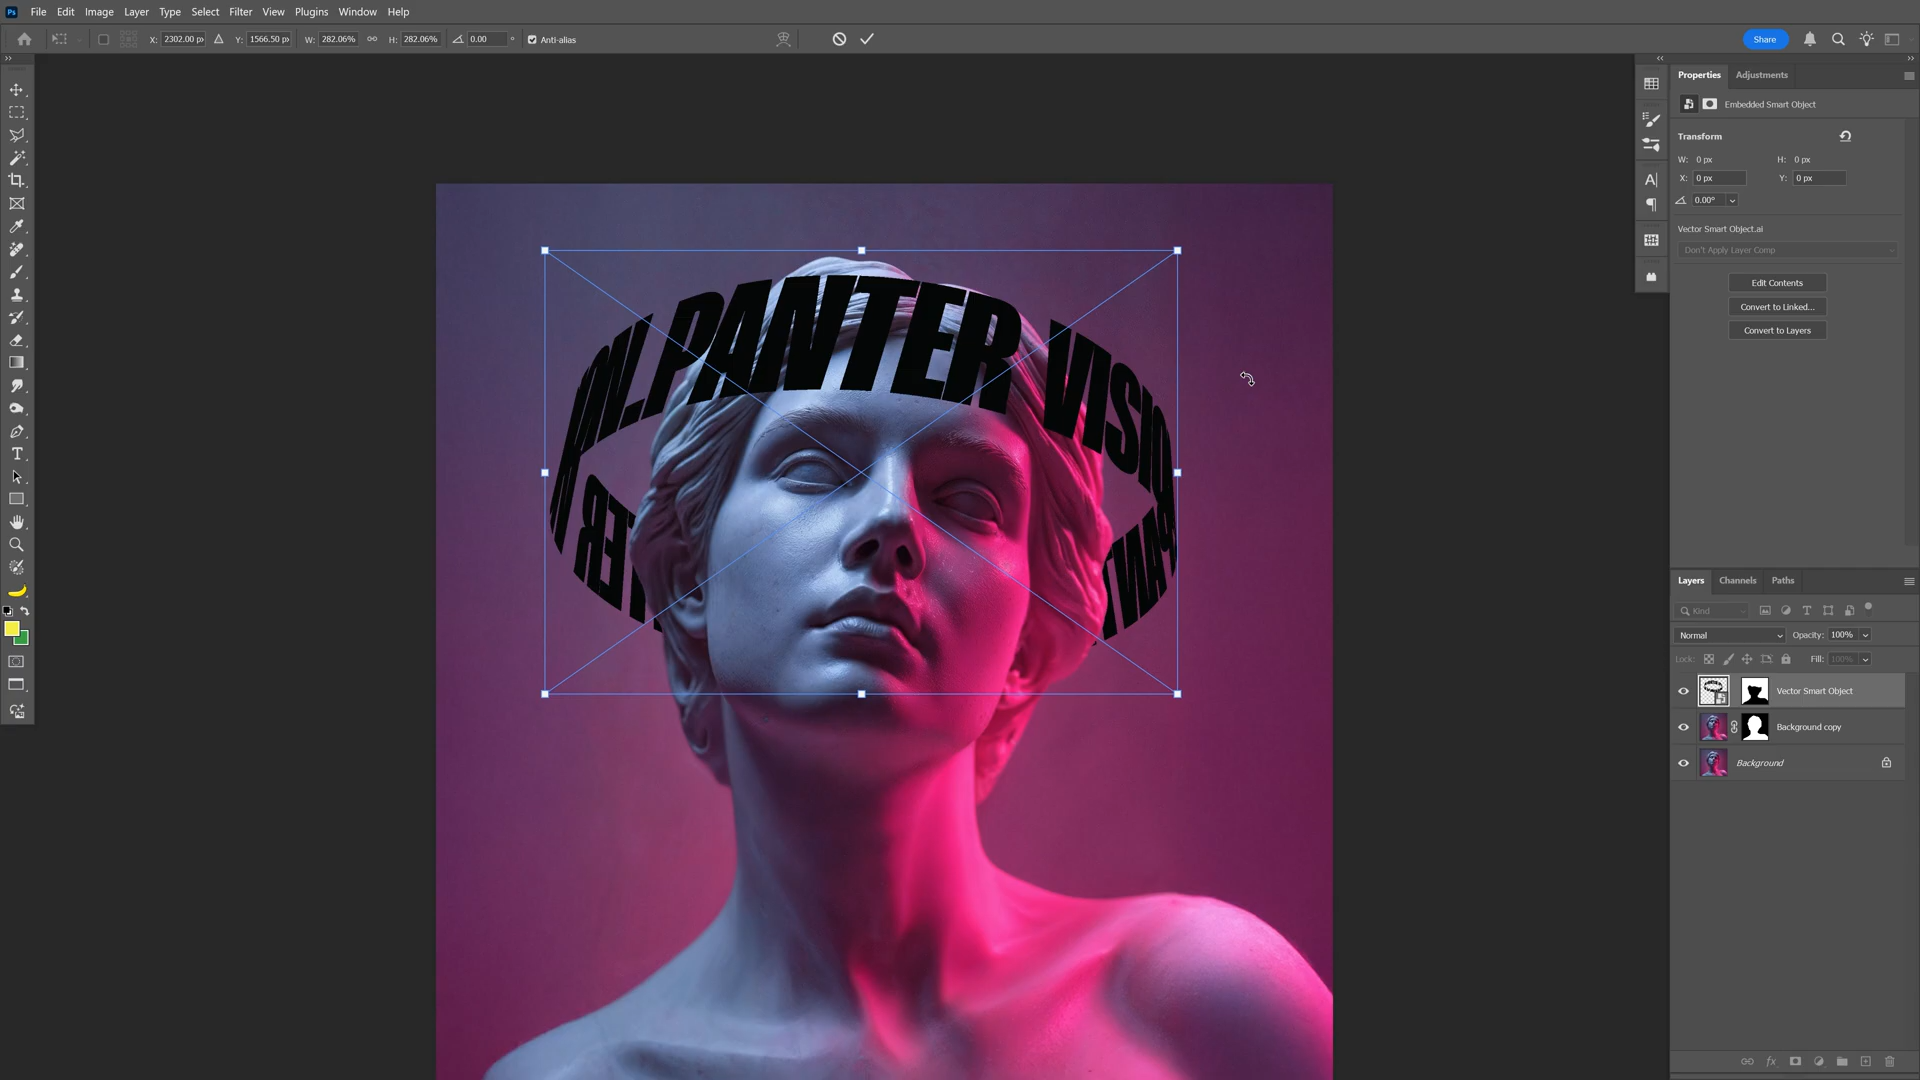 Ps File Edit Image Layer Type Select Filter View Plugins Window Help
X: 2302.00 px Y: 1566.50 px W: 282.06% H: 282.06% 0.00 ° Anti-alias Share
Properties Adjustments
Embedded Smart Object
Transform
W: 0 px H: 0 px
X: 0 px Y: 0 px
0.00°
Vector Smart Object.ai
Don't Apply Layer Comp
Edit Contents
Convert to Linked...
Convert to Layers
PANTER VISIO
Layers Channels Paths
Kind
Normal Opacity: 100%
Lock: Fill: 100%
Vector Smart Object
Background copy
Background